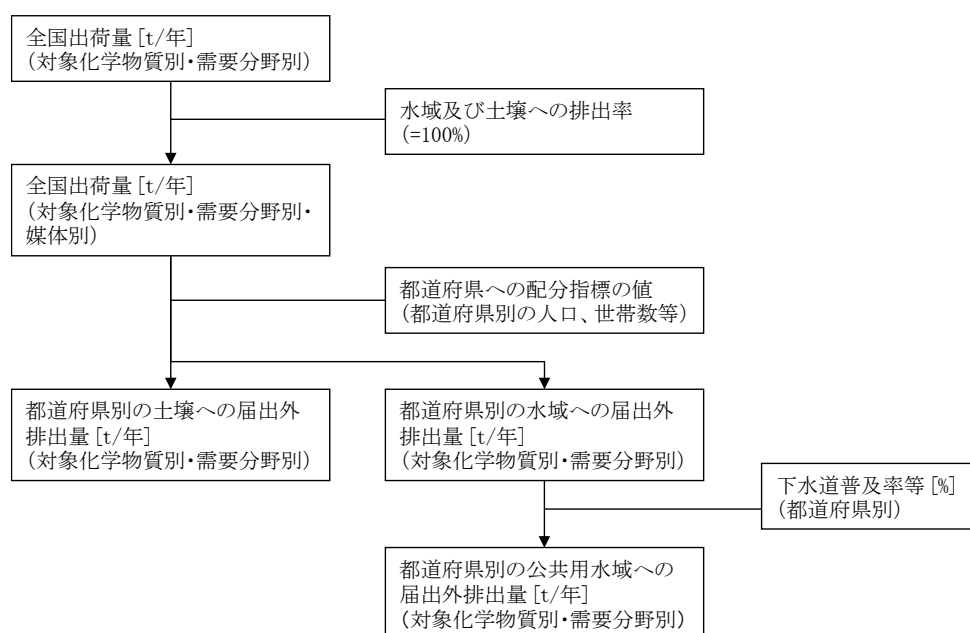 全国出荷量[t/年]
(対象化学物質別・需要分野別)
水域及び土壌への排出率
(=100%)
全国出荷量[t/年]
(対象化学物質別・需要分野別・
媒体別)
都道府県への配分指標の値
(都道府県別の人口、世帯数等)
都道府県別の土壌への届出外
排出量[t/年]
(対象化学物質別・需要分野別)
都道府県別の水域への届出外
排出量[t/年]
(対象化学物質別・需要分野別)
下水道普及率等[%]
(都道府県別)
都道府県別の公共用水域への
届出外排出量[t/年]
(対象化学物質別・需要分野別)